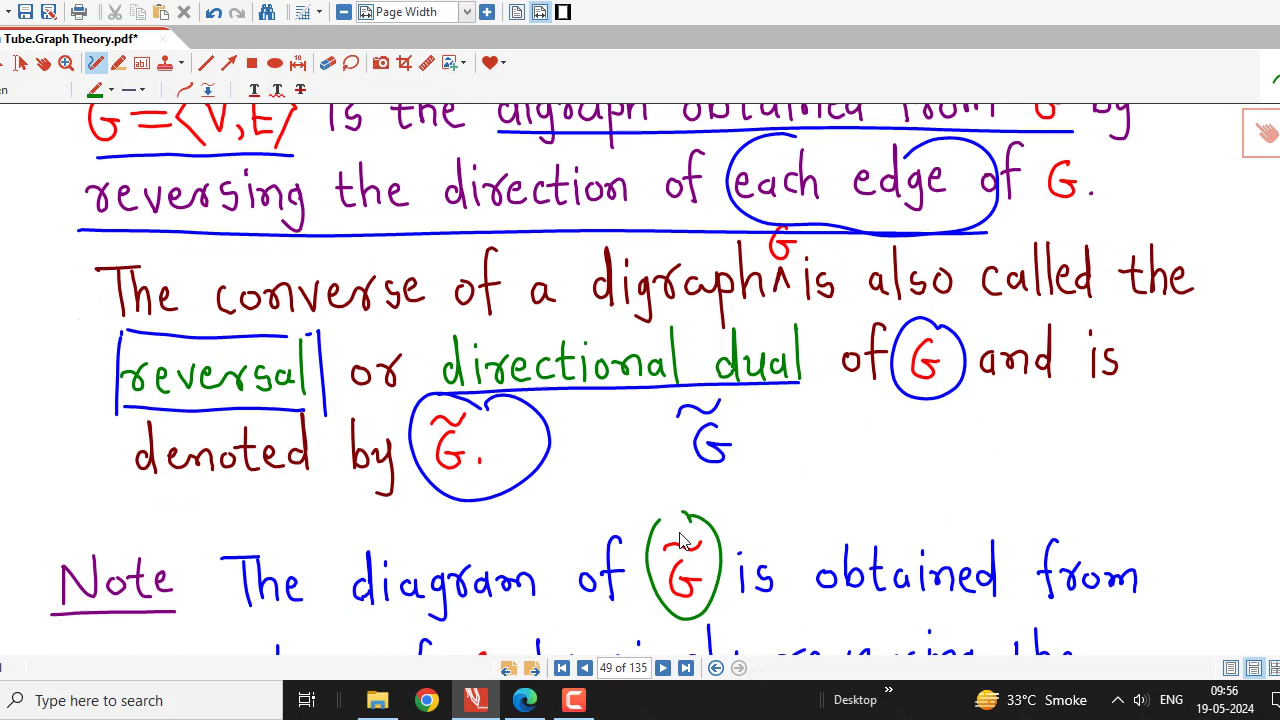 Page Width
Tube.Graph Theory.pdf*
G=<V,E> is the digraph obtained from G by
reversing the direction of each edge of G.
G
The converse of a digraph^is also called the
reversal or directional dual of G and is
denoted by G̃. G̃
Note The diagram of G̃ is obtained from
49 of 135
Type here to search
Desktop
»
33°C Smoke
ENG
09:56
19-05-2024